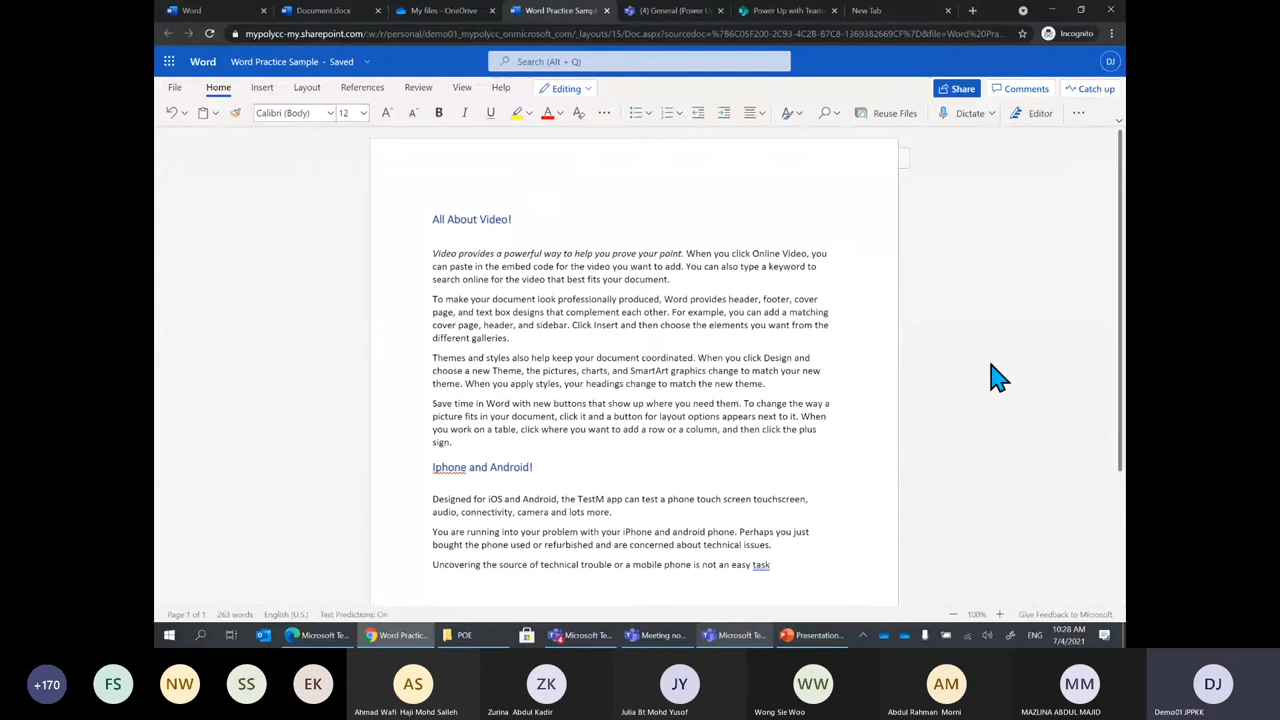 Word
Document.docx
My files - OneDrive
Word Practice Sampl
(4) General (Power U
Power Up with Team
New Tab
mypolycc-my.sharepoint.com/:w:/r/personal/demo01_mypolycc_onmicrosoft_com/_layouts/15/Doc.aspx?sourcedoc=%7B6C05F200-2C93-4C2B-B7C8-1369382669CF%7D&file=Word%20Pra...
Incognito
Word
Word Practice Sample - Saved
Search (Alt + Q)
DJ
File Home Insert Layout References Review View Help Editing Share Comments Catch up
Calibri (Body) 12 B I U A Reuse Files Dictate Editor
All About Video!
Video provides a powerful way to help you prove your point. When you click Online Video, you
can paste in the embed code for the video you want to add. You can also type a keyword to
search online for the video that best fits your document.
To make your document look professionally produced, Word provides header, footer, cover
page, and text box designs that complement each other. For example, you can add a matching
cover page, header, and sidebar. Click Insert and then choose the elements you want from the
different galleries.
Themes and styles also help keep your document coordinated. When you click Design and
choose a new Theme, the pictures, charts, and SmartArt graphics change to match your new
theme. When you apply styles, your headings change to match the new theme.
Save time in Word with new buttons that show up where you need them. To change the way a
picture fits in your document, click it and a button for layout options appears next to it. When
you work on a table, click where you want to add a row or a column, and then click the plus
sign.
Iphone and Android!
Designed for iOS and Android, the TestM app can test a phone touch screen touchscreen,
audio, connectivity, camera and lots more.
You are running into your problem with your iPhone and android phone. Perhaps you just
bought the phone used or refurbished and are concerned about technical issues.
Uncovering the source of technical trouble or a mobile phone is not an easy task
Page 1 of 1 263 words English (U.S.) Text Predictions: On 100% Give Feedback to Microsoft
Microsoft Te... Word Practic... POE Microsoft Te... Meeting no... Microsoft Te... Presentation... ENG
10:28 AM
7/4/2021
+170 FS NW SS EK AS ZK JY WW AM MM DJ
Ahmad Wafi Haji Mohd Salleh
Zurina Abdul Kadir
Julia Bt Mohd Yusof
Wong Sie Woo
Abdul Rahman Morni
MAZLINA ABDUL MAJID
Demo01 JPPKK